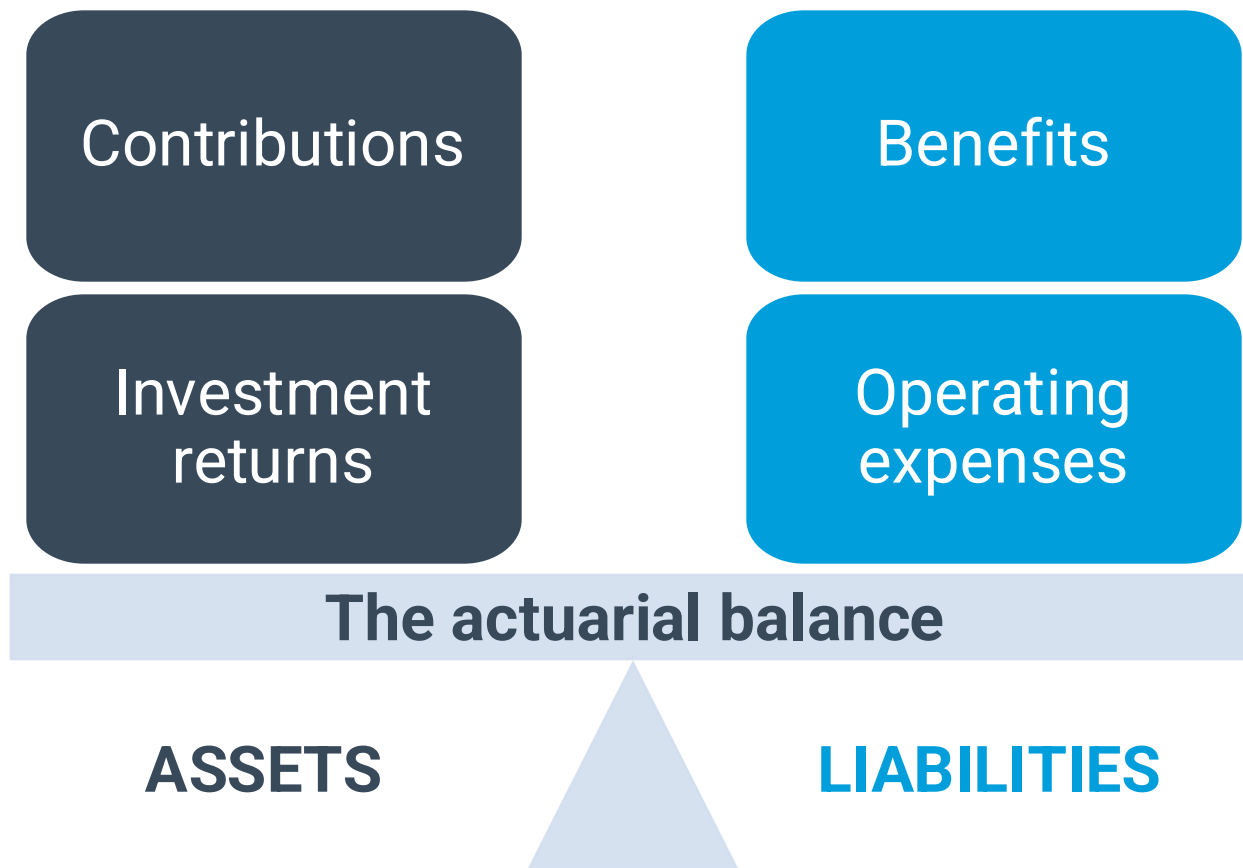 Contributions
Benefits
Investment
returns
Operating
expenses
The actuarial balance
ASSETS
LIABILITIES